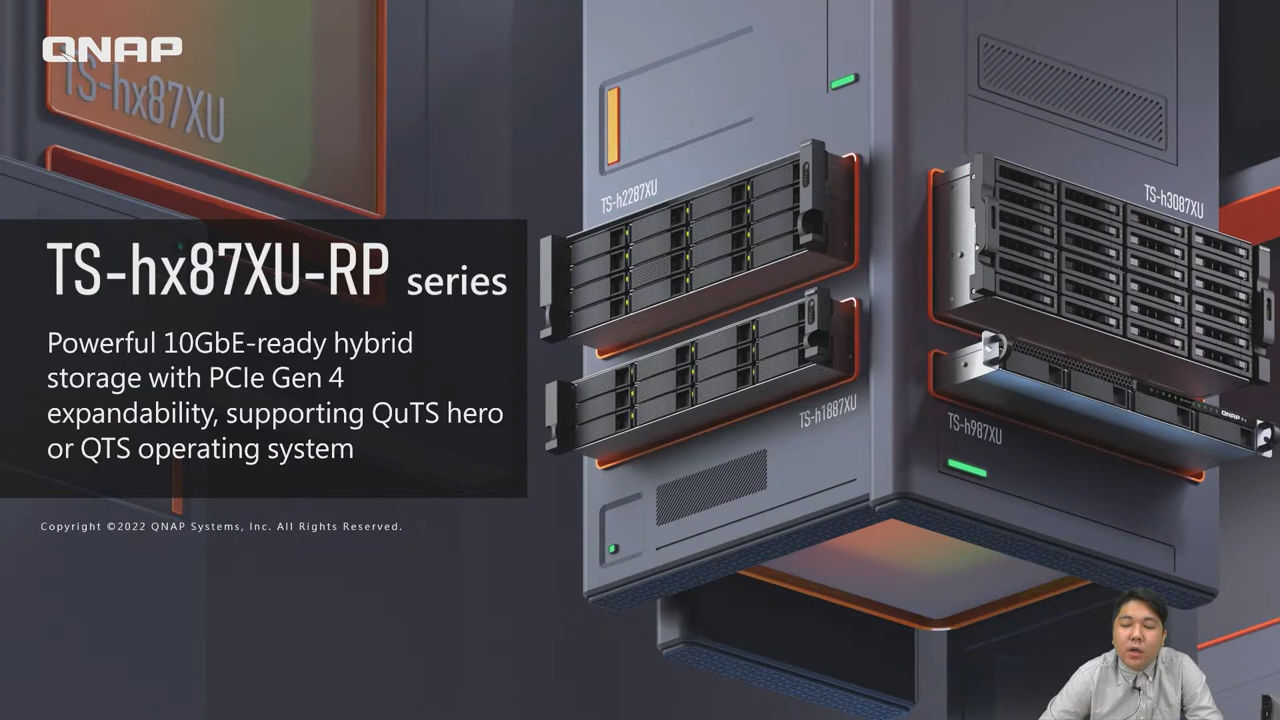 QNAP
TS-hx87XU
TS-h2287XU
TS-h3087XU
TS-hx87XU-RP series
Powerful 10GbE-ready hybrid
storage with PCIe Gen 4
expandability, supporting QuTS hero
or QTS operating system
TS-h1887XU
TS-h987XU
QNAP
Copyright ©2022 QNAP Systems, Inc. All Rights Reserved.